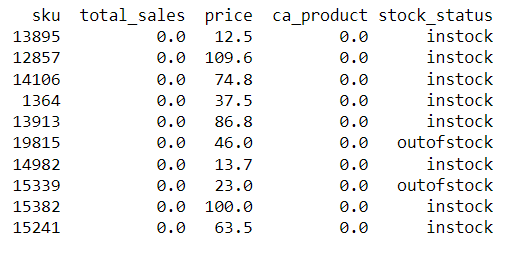 sku total_sales price ca_product stock_status
13895 0.0 12.5 0.0 instock
12857 0.0 109.6 0.0 instock
14106 0.0 74.8 0.0 instock
1364 0.0 37.5 0.0 instock
13913 0.0 86.8 0.0 instock
19815 0.0 46.0 0.0 outofstock
14982 0.0 13.7 0.0 instock
15339 0.0 23.0 0.0 outofstock
15382 0.0 100.0 0.0 instock
15241 0.0 63.5 0.0 instock